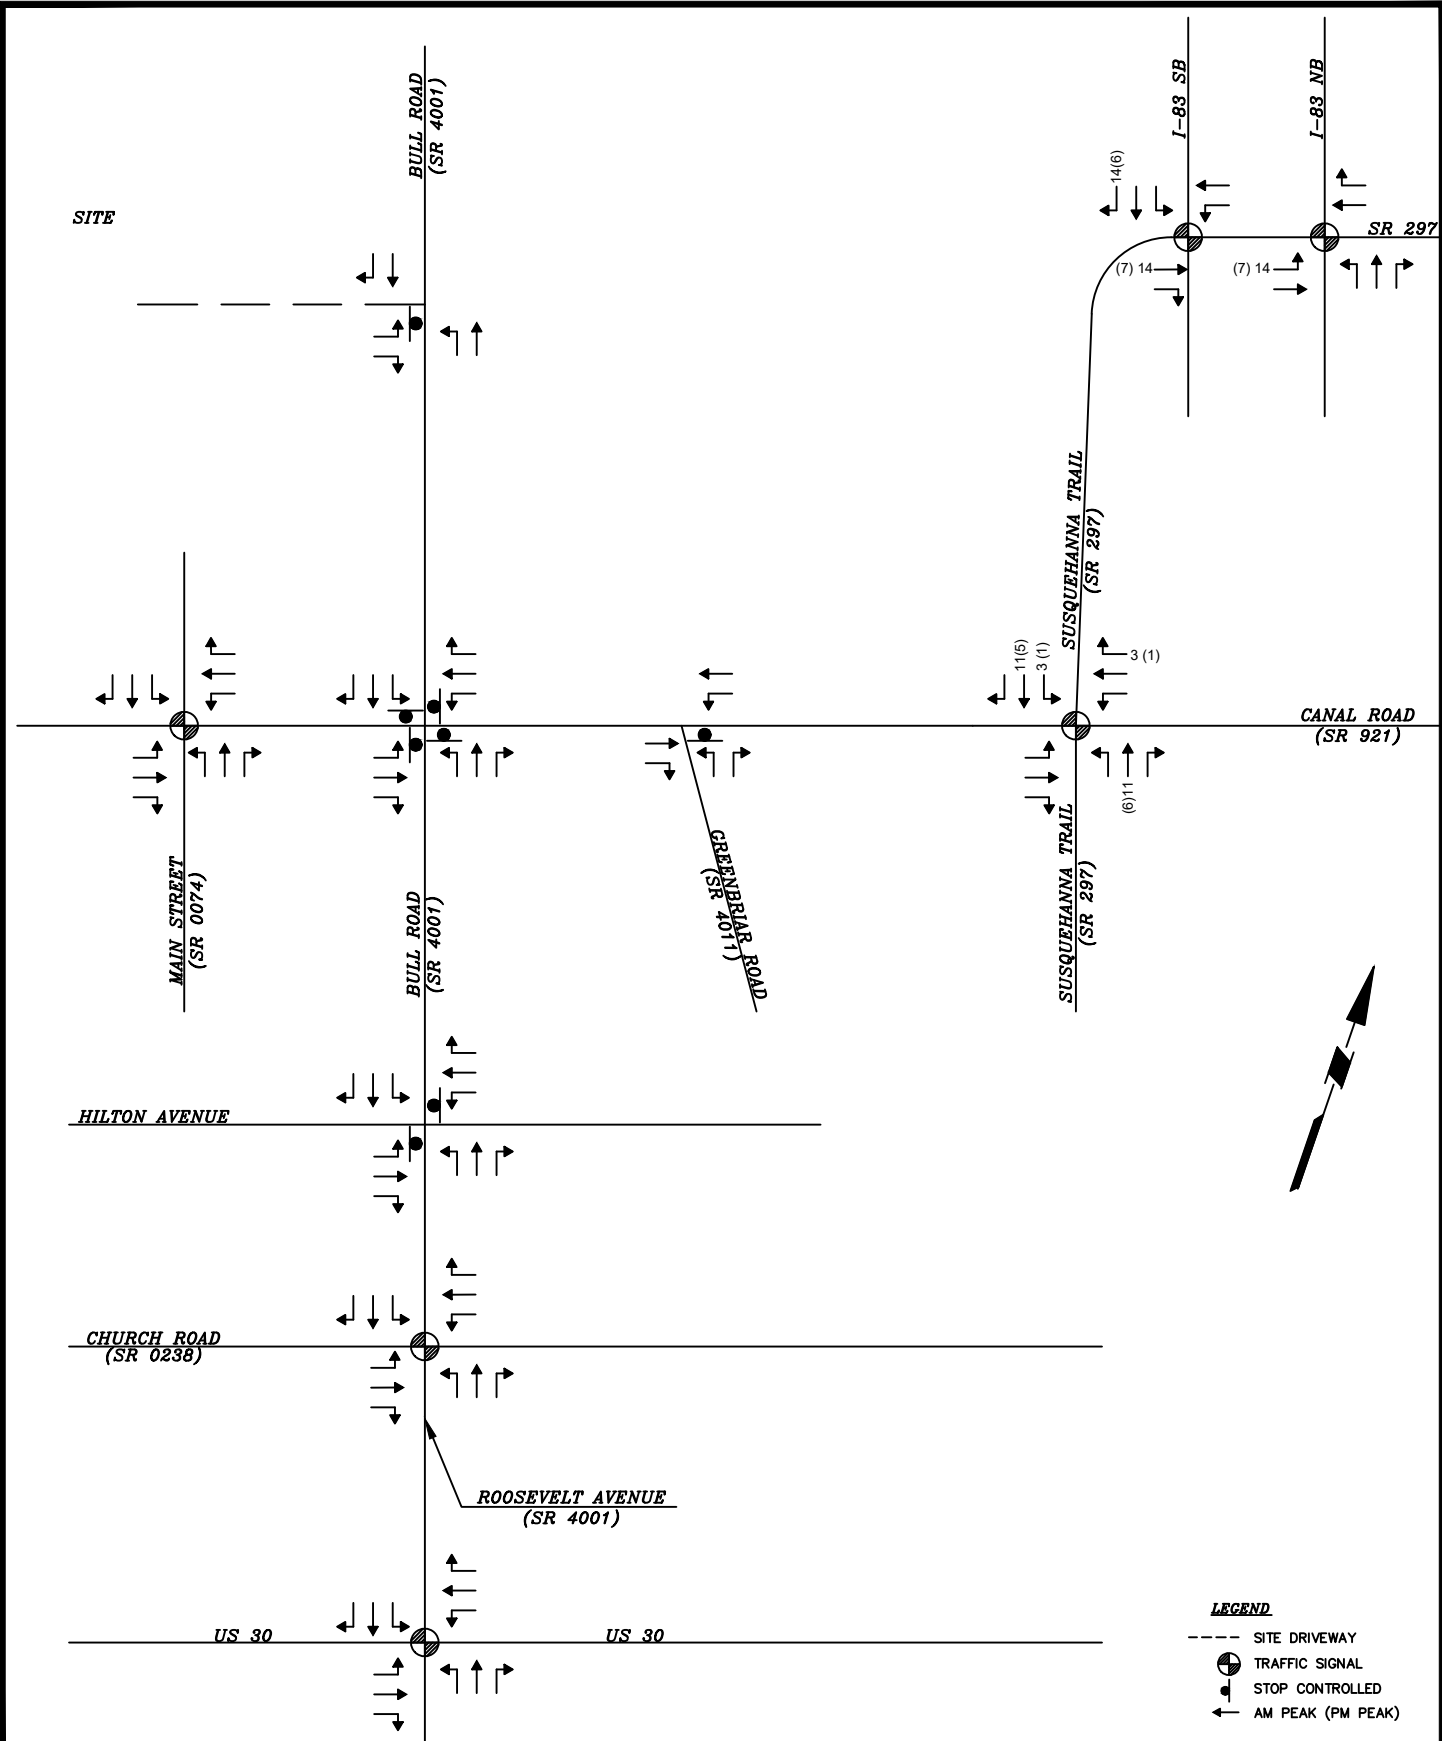 BULL ROAD
(SR 4001)
I-83 SB
I-83 NB
14(6)
SITE
SR 297
(7) 14
(7) 14
SUSQUEHANNA TRAIL
(SR 297)
11(5)
3 (1)
3 (1)
CANAL ROAD
(SR 921)
(6)11
MAIN STREET
(SR 0074)
BULL ROAD
(SR 4001)
GREENBRIAR ROAD
(SR 4011)
SUSQUEHANNA TRAIL
(SR 297)
HILTON AVENUE
CHURCH ROAD
(SR 0238)
ROOSEVELT AVENUE
(SR 4001)
US 30
US 30
LEGEND
SITE DRIVEWAY
TRAFFIC SIGNAL
STOP CONTROLLED
AM PEAK (PM PEAK)